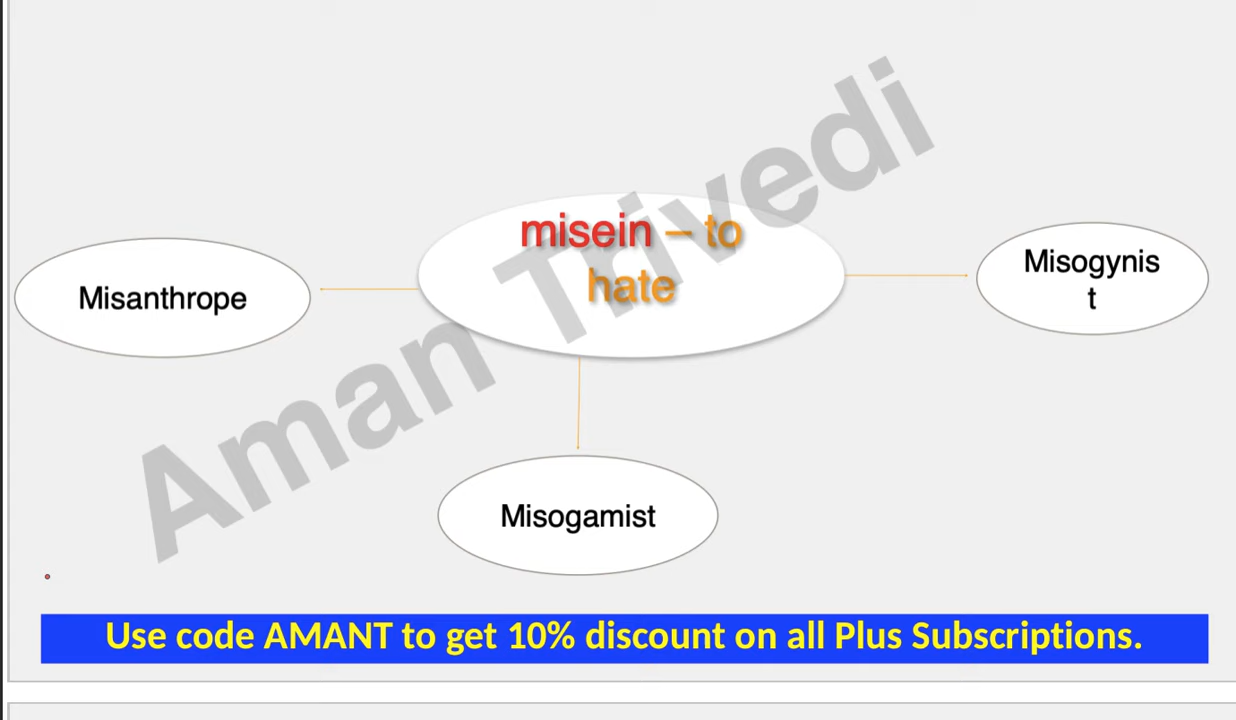 misein – to
hate
Misanthrope
Misogynis
t
Misogamist
Aman Trivedi
Use code AMANT to get 10% discount on all Plus Subscriptions.